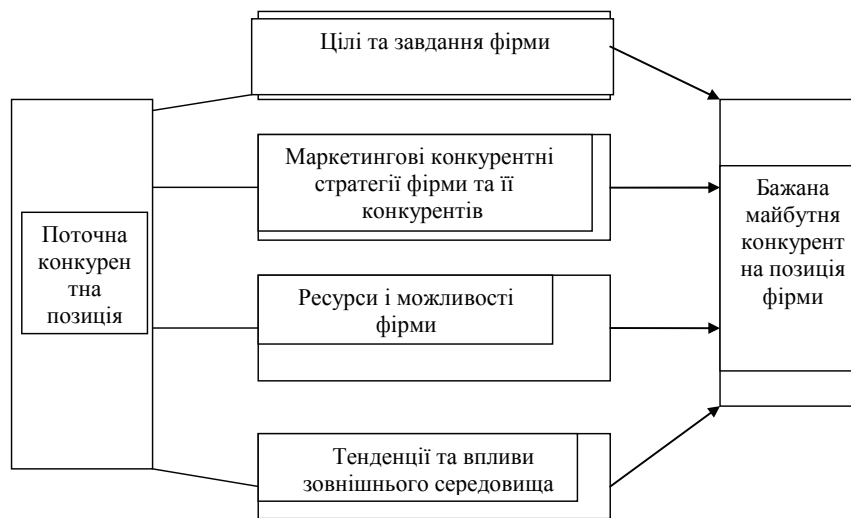 Цілі та завдання фірми
Маркетингові конкурентні
стратегії фірми та її
конкурентів
Поточна
конкурен
тна
позиція
Бажана
майбутня
конкурент
на позиція
фірми
Ресурси і можливості
фірми
Тенденції та впливи
зовнішнього середовища